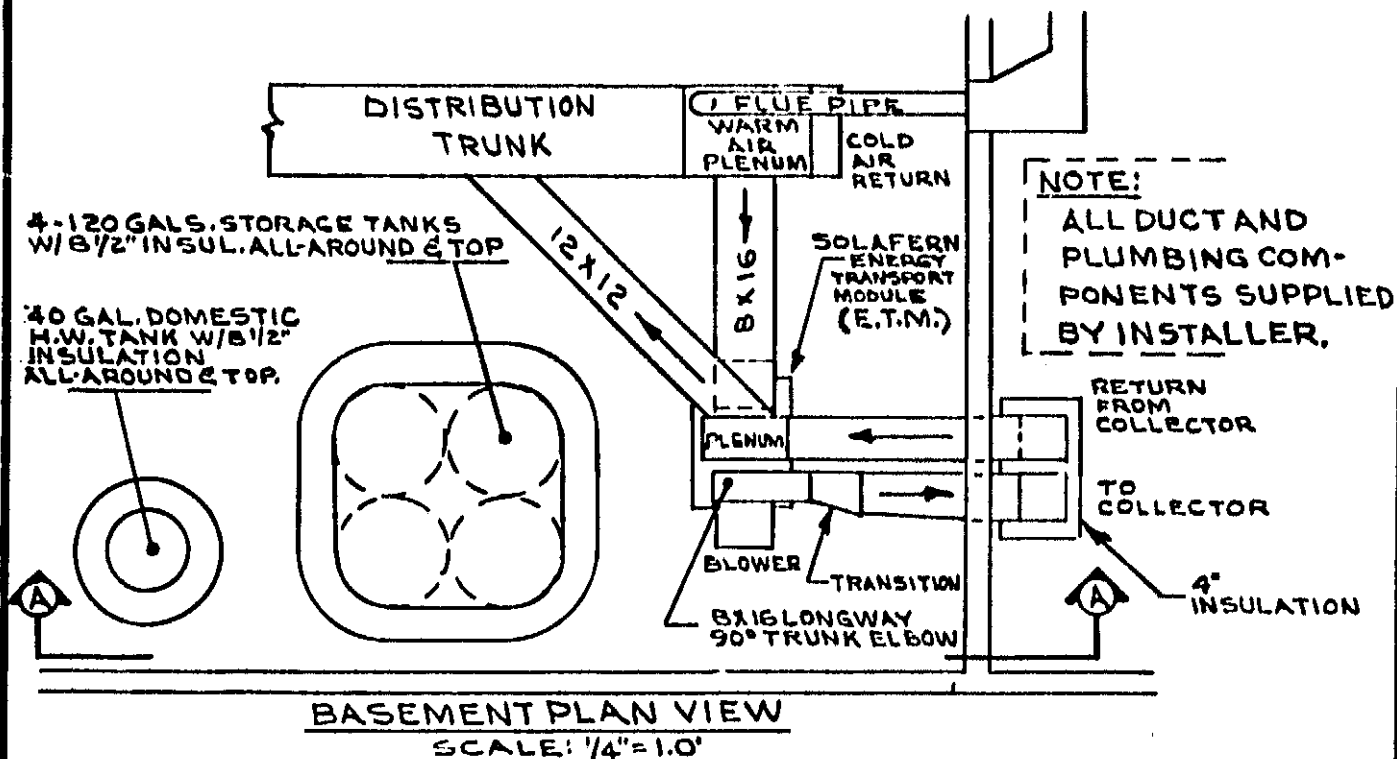 DISTRIBUTION
TRUNK
FLUE PIPE
WARM
AIR
PLENUM
COLD
AIR
RETURN
NOTE:
ALL DUCT AND
PLUMBING COM-
PONENTS SUPPLIED
BY INSTALLER.
4-120 GALS. STORAGE TANKS
W/ 8 1/2" INSUL. ALL-AROUND & TOP
12 X 12
8 X 16
SOLAFERN
ENERGY
TRANSPORT
MODULE
(E.T.M.)
40 GAL. DOMESTIC
H.W. TANK W/ 8 1/2"
INSULATION
ALL-AROUND & TOP.
RETURN
FROM
COLLECTOR
PLENUM
TO
COLLECTOR
BLOWER
TRANSITION
A
A
4"
INSULATION
8X16 LONGWAY
90° TRUNK ELBOW
BASEMENT PLAN VIEW
SCALE: 1/4" = 1.0'